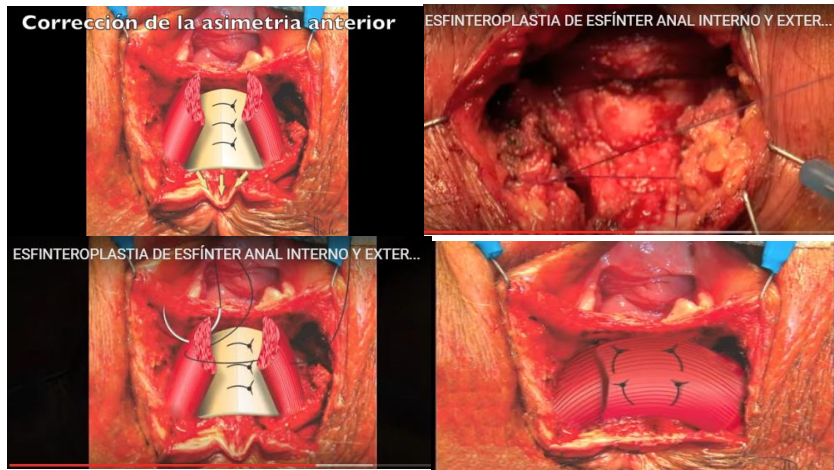 Corrección de la asimetria anterior
ESFINTEROPLASTIA DE ESFÍNTER ANAL INTERNO Y EXTER...
ESFINTEROPLASTIA DE ESFÍNTER ANAL INTERNO Y EXTER...